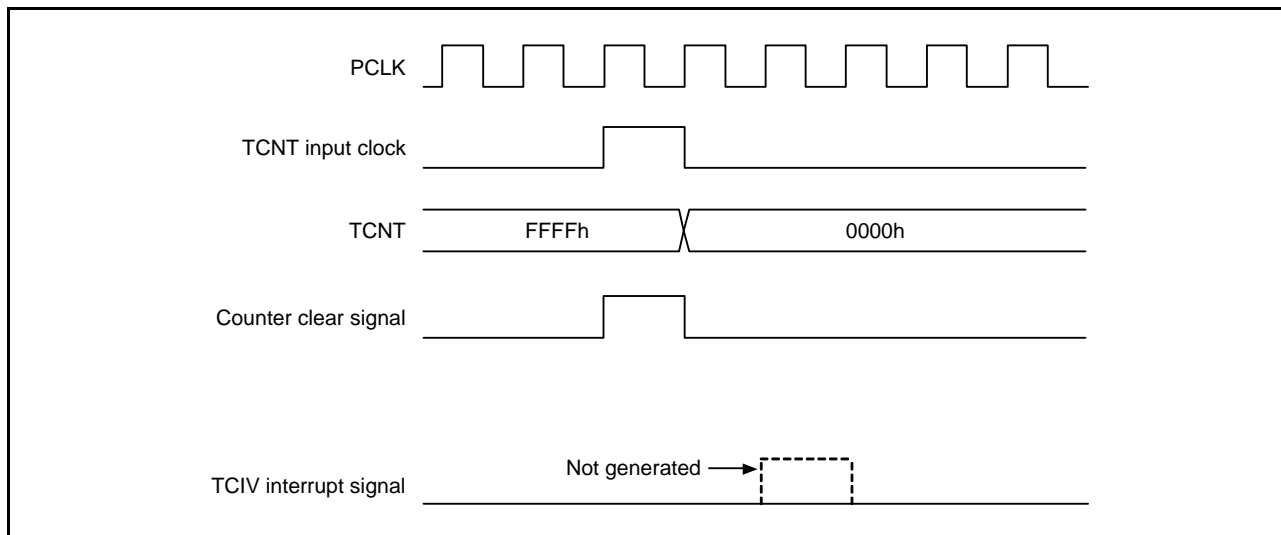 PCLK
TCNT input clock
TCNT
FFFFh
0000h
Counter clear signal
Not generated
TCIV interrupt signal